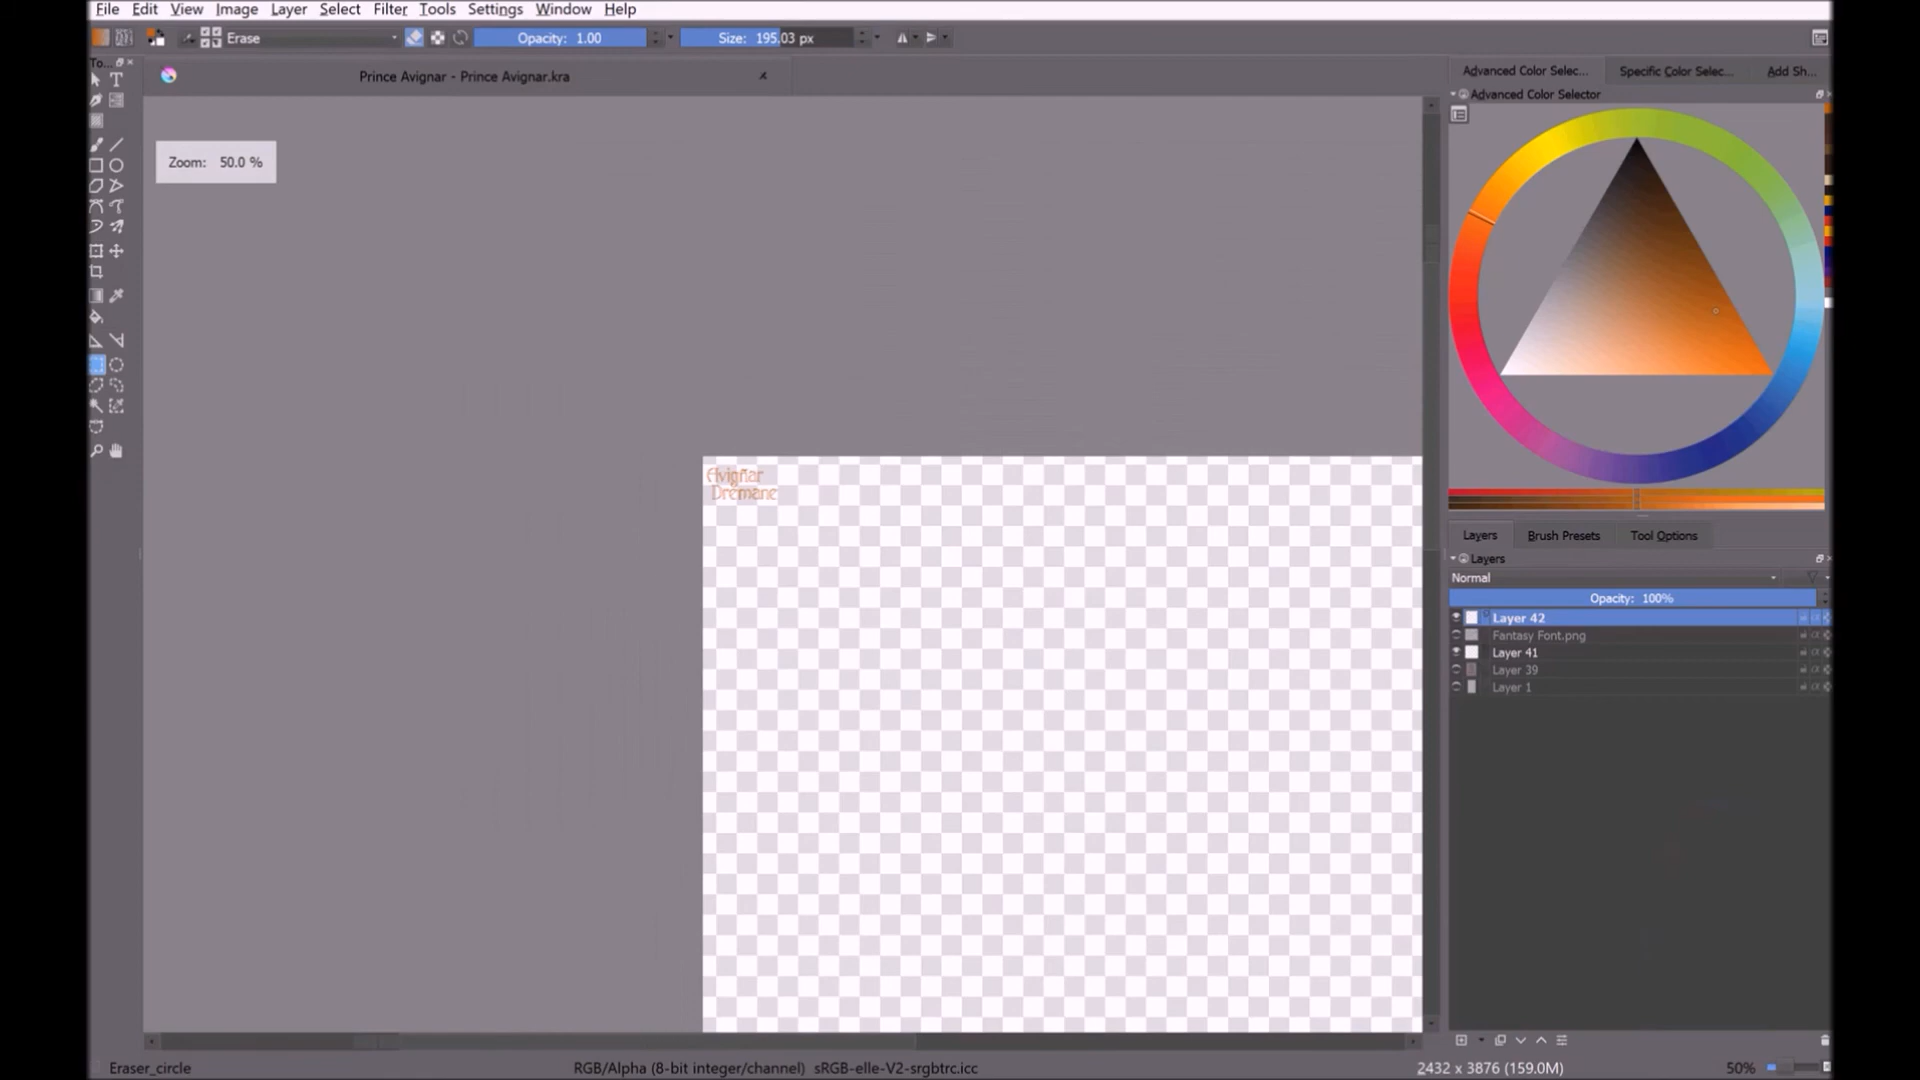 File Edit View Image Layer Select Filter Tools Settings Window Help
Erase Opacity: 1.00 Size: 195.03 px
To...
Prince Avignar - Prince Avignar.kra
Advanced Color Selec... Specific Color Selec... Add Sh...
Advanced Color Selector
Zoom: 50.0 %
Avignar
Dremane
Layers Brush Presets Tool Options
Layers
Normal
Opacity: 100%
Layer 42
Fantasy Font.png
Layer 41
Layer 39
Layer 1
Eraser_circle RGB/Alpha (8-bit integer/channel) sRGB-elle-V2-srgbtrc.icc 2432 x 3876 (159.0M) 50%